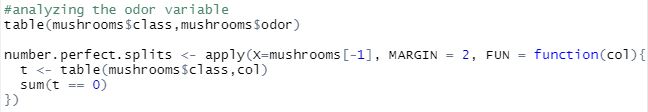 #analyzing the odor variable
table(mushrooms$class,mushrooms$odor)
number.perfect.splits <- apply(X=mushrooms[-1], MARGIN = 2, FUN = function(col){
  t <- table(mushrooms$class,col)
  sum(t == 0)
})